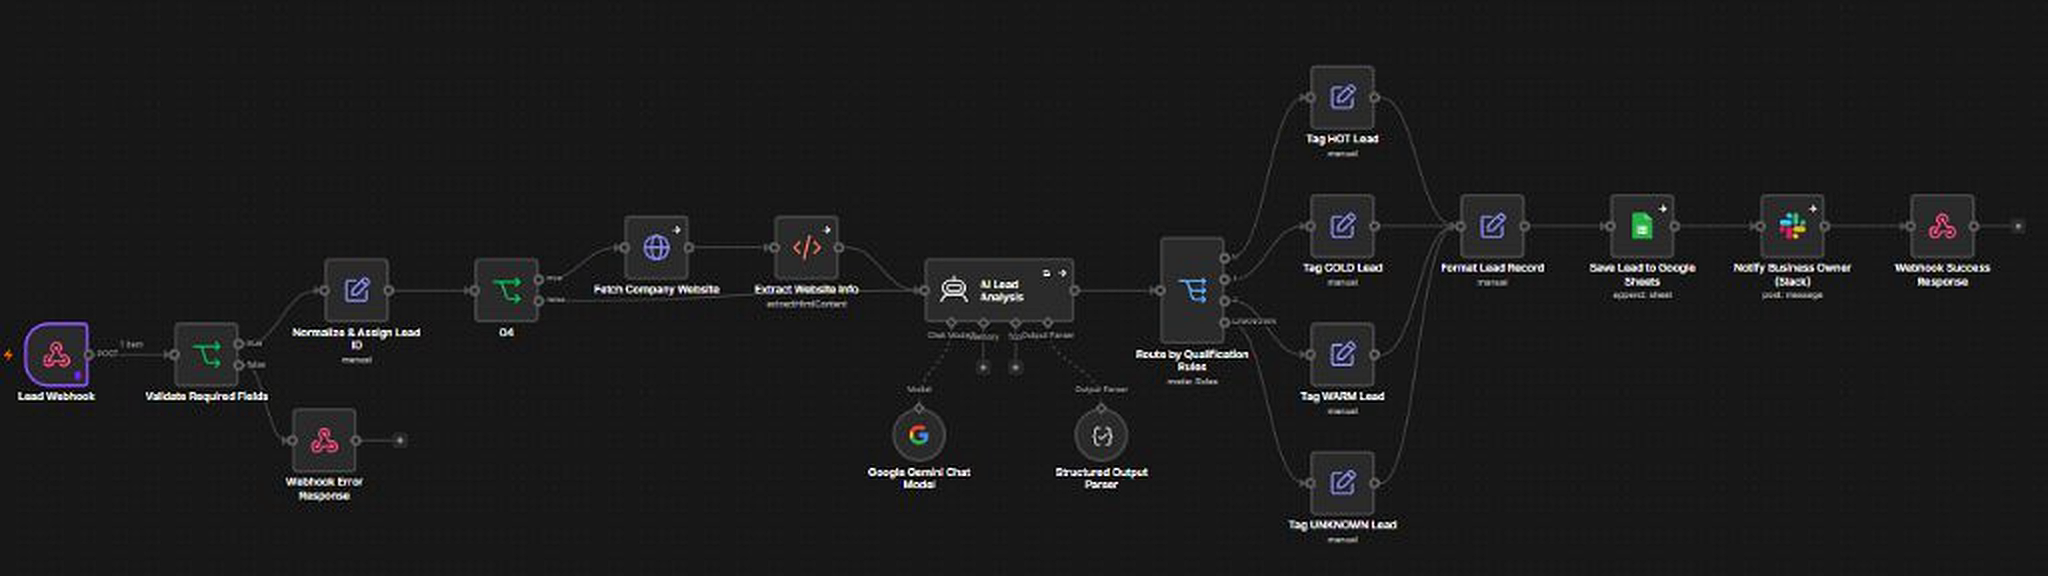 Lead Webhook
POST
1 item
Validate Required Fields
true
false
Normalize & Assign Lead
ID
manual
Webhook Error
Response
04
true
false
Fetch Company Website
Extract Website Info
extractHtmlContent
AI Lead
Analysis
Chat Model
Memory
Output Parser
Model
Google Gemini Chat
Model
Output Parser
Structured Output
Parser
Route by Qualification
Rules
mode: Rules
Tag HOT Lead
manual
Tag COLD Lead
manual
Tag WARM Lead
manual
Tag UNKNOWN Lead
manual
Format Lead Record
manual
Save Lead to Google
Sheets
append: sheet
Notify Business Owner
(Slack)
post: message
Webhook Success
Response